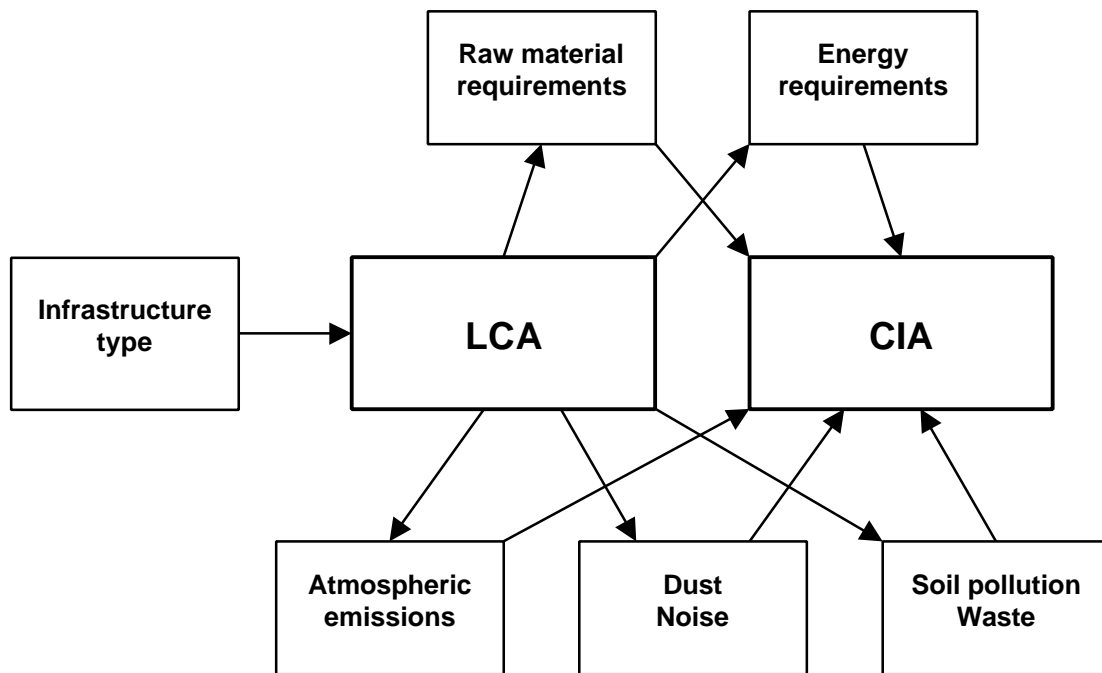 Raw material
requirements
Energy
requirements
Infrastructure
type
LCA
CIA
Atmospheric
emissions
Dust
Noise
Soil pollution
Waste